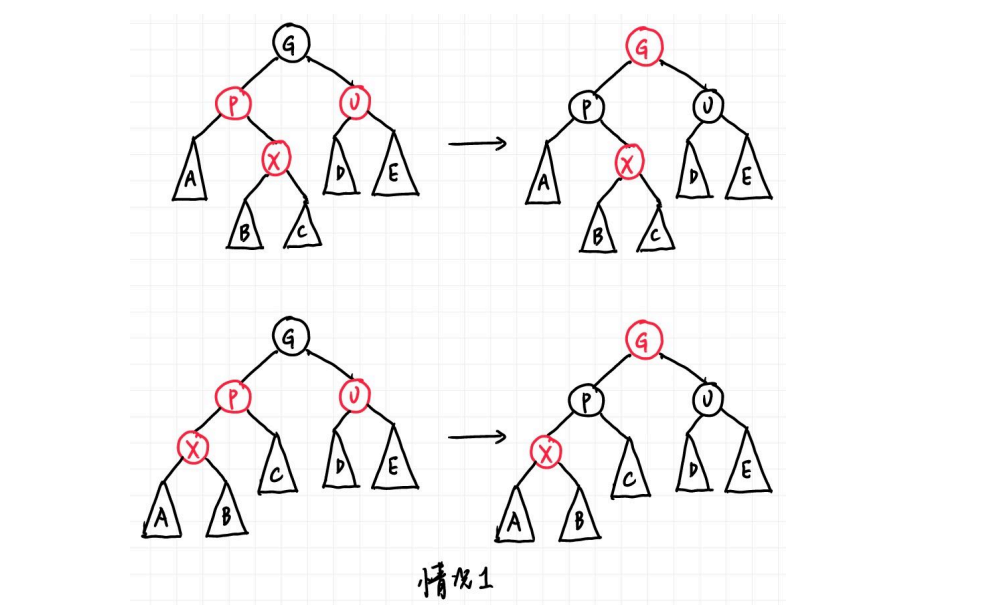 G G
P U P U
A X D E A X D E
B C B C
G G
P U P U
X C D E X C D E
A B A B
情况1